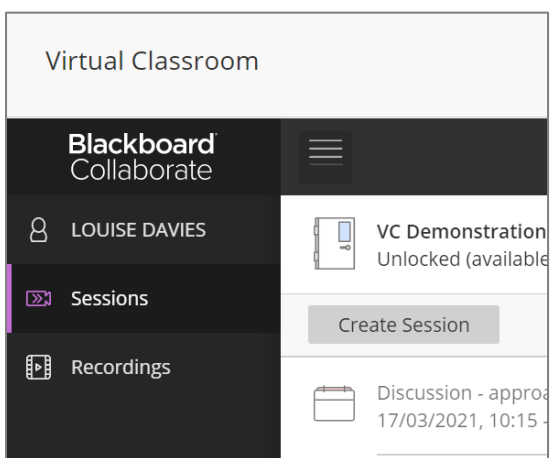 Virtual Classroom
Blackboard
Collaborate
LOUISE DAVIES
Sessions
Recordings
VC Demonstration
Unlocked (available
Create Session
Discussion - approa
17/03/2021, 10:15 -